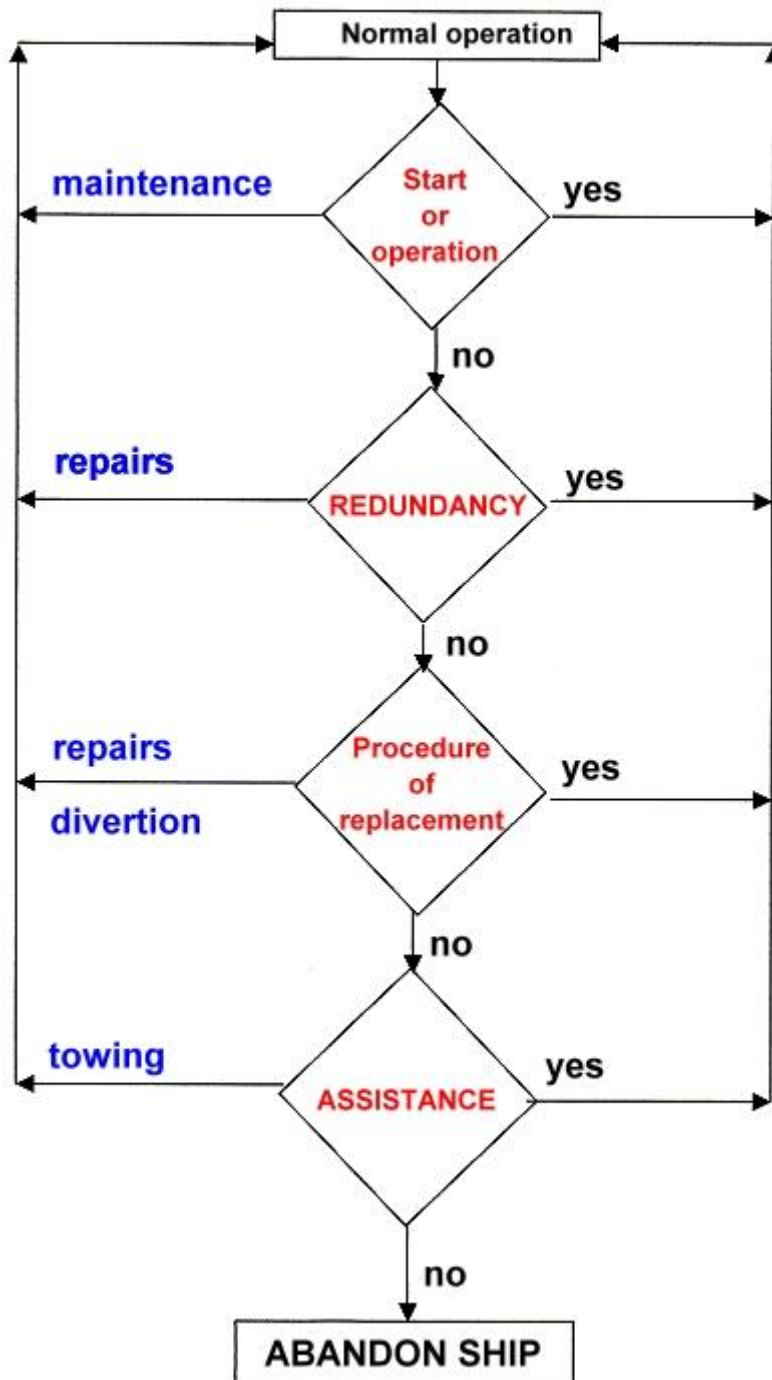 Normal operation
maintenance
Start
or
operation
yes
no
repairs
REDUNDANCY
yes
no
repairs
divertion
Procedure
of
replacement
yes
no
towing
ASSISTANCE
yes
no
ABANDON SHIP